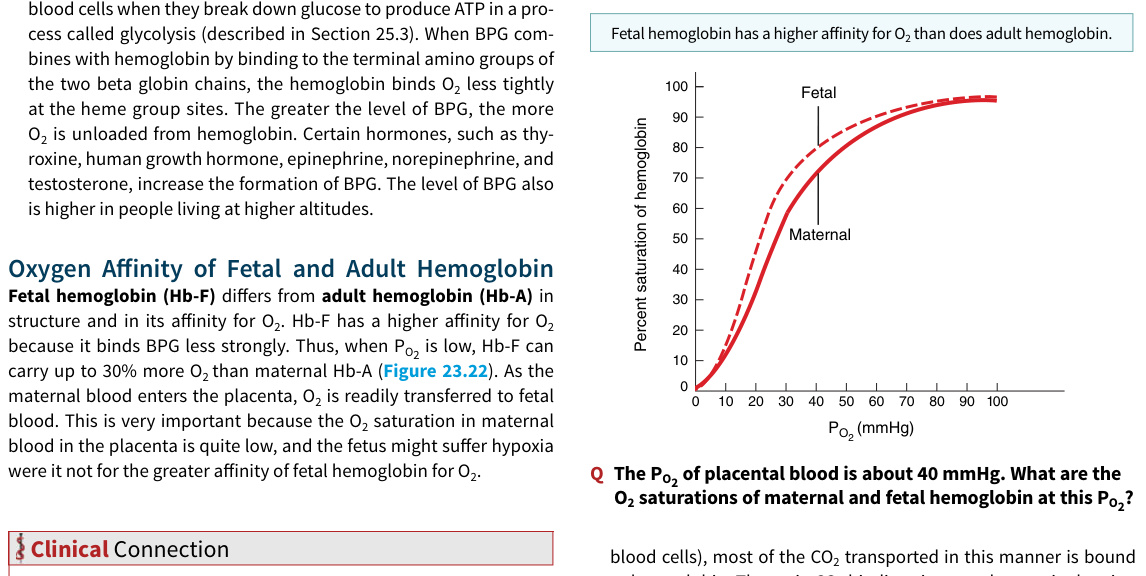 blood cells when they break down glucose to produce ATP in a pro-
cess called glycolysis (described in Section 25.3). When BPG com-
bines with hemoglobin by binding to the terminal amino groups of
the two beta globin chains, the hemoglobin binds O₂ less tightly
at the heme group sites. The greater the level of BPG, the more
O₂ is unloaded from hemoglobin. Certain hormones, such as thy-
roxine, human growth hormone, epinephrine, norepinephrine, and
testosterone, increase the formation of BPG. The level of BPG also
is higher in people living at higher altitudes.
Oxygen Affinity of Fetal and Adult Hemoglobin
Fetal hemoglobin (Hb-F) differs from adult hemoglobin (Hb-A) in
structure and in its affinity for O₂. Hb-F has a higher affinity for O₂
because it binds BPG less strongly. Thus, when PO₂ is low, Hb-F can
carry up to 30% more O₂ than maternal Hb-A (Figure 23.22). As the
maternal blood enters the placenta, O₂ is readily transferred to fetal
blood. This is very important because the O₂ saturation in maternal
blood in the placenta is quite low, and the fetus might suffer hypoxia
were it not for the greater affinity of fetal hemoglobin for O₂.
Clinical Connection
Fetal hemoglobin has a higher affinity for O₂ than does adult hemoglobin.
Percent saturation of hemoglobin
100
90
80
70
60
50
40
30
20
10
0
Fetal
Maternal
0 10 20 30 40 50 60 70 80 90 100
PO₂ (mmHg)
Q The PO₂ of placental blood is about 40 mmHg. What are the
O₂ saturations of maternal and fetal hemoglobin at this PO₂?
blood cells), most of the CO₂ transported in this manner is bound